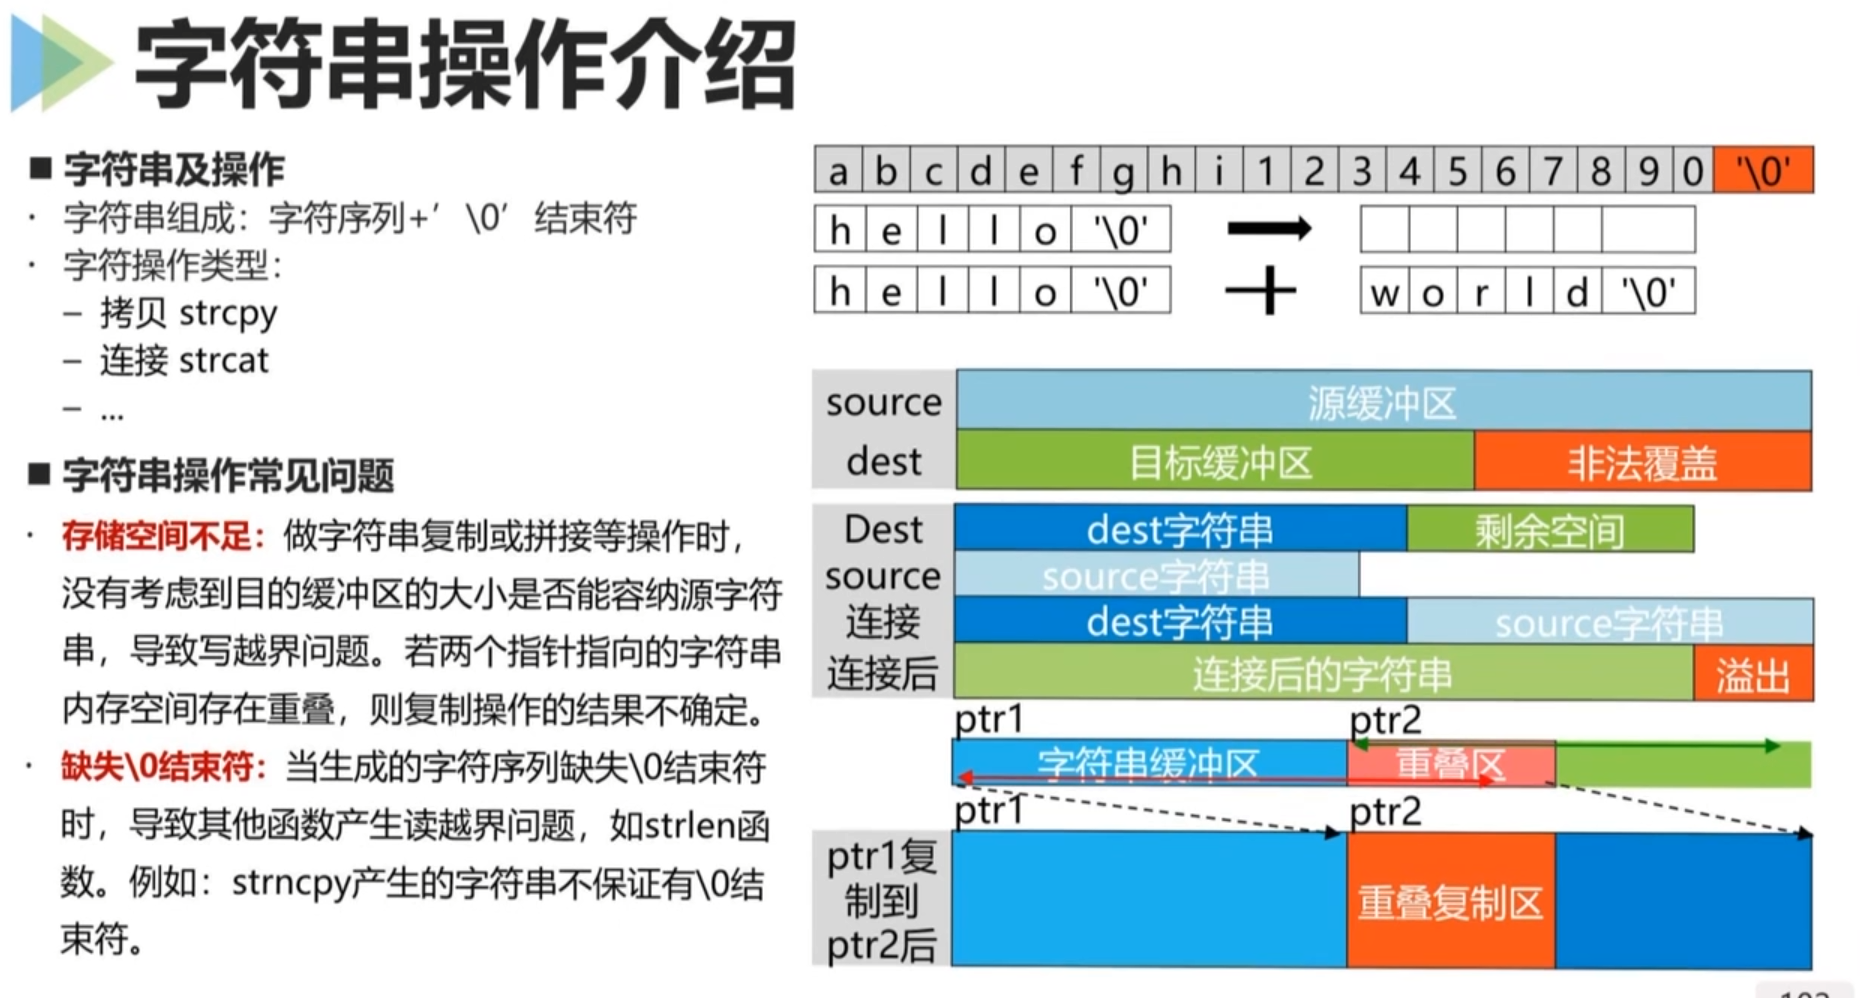 字符串操作介绍
■ 字符串及操作
· 字符串组成：字符序列+’\0’结束符
· 字符操作类型：
– 拷贝 strcpy
– 连接 strcat
– ...
■ 字符串操作常见问题
· 存储空间不足：做字符串复制或拼接等操作时，
没有考虑到目的缓冲区的大小是否能容纳源字符
串，导致写越界问题。若两个指针指向的字符串
内存空间存在重叠，则复制操作的结果不确定。
· 缺失\0结束符：当生成的字符序列缺失\0结束符
时，导致其他函数产生读越界问题，如strlen函
数。例如：strncpy产生的字符串不保证有\0结
束符。
a b c d e f g h i 1 2 3 4 5 6 7 8 9 0 '\0'
h e l l o '\0'
h e l l o '\0' + w o r l d '\0'
source 源缓冲区
dest 目标缓冲区 非法覆盖
Dest dest字符串 剩余空间
source source字符串
连接 dest字符串 source字符串
连接后 连接后的字符串 溢出
ptr1 ptr2
字符串缓冲区 重叠区
ptr1 ptr2
ptr1复
制到
ptr2后
重叠复制区